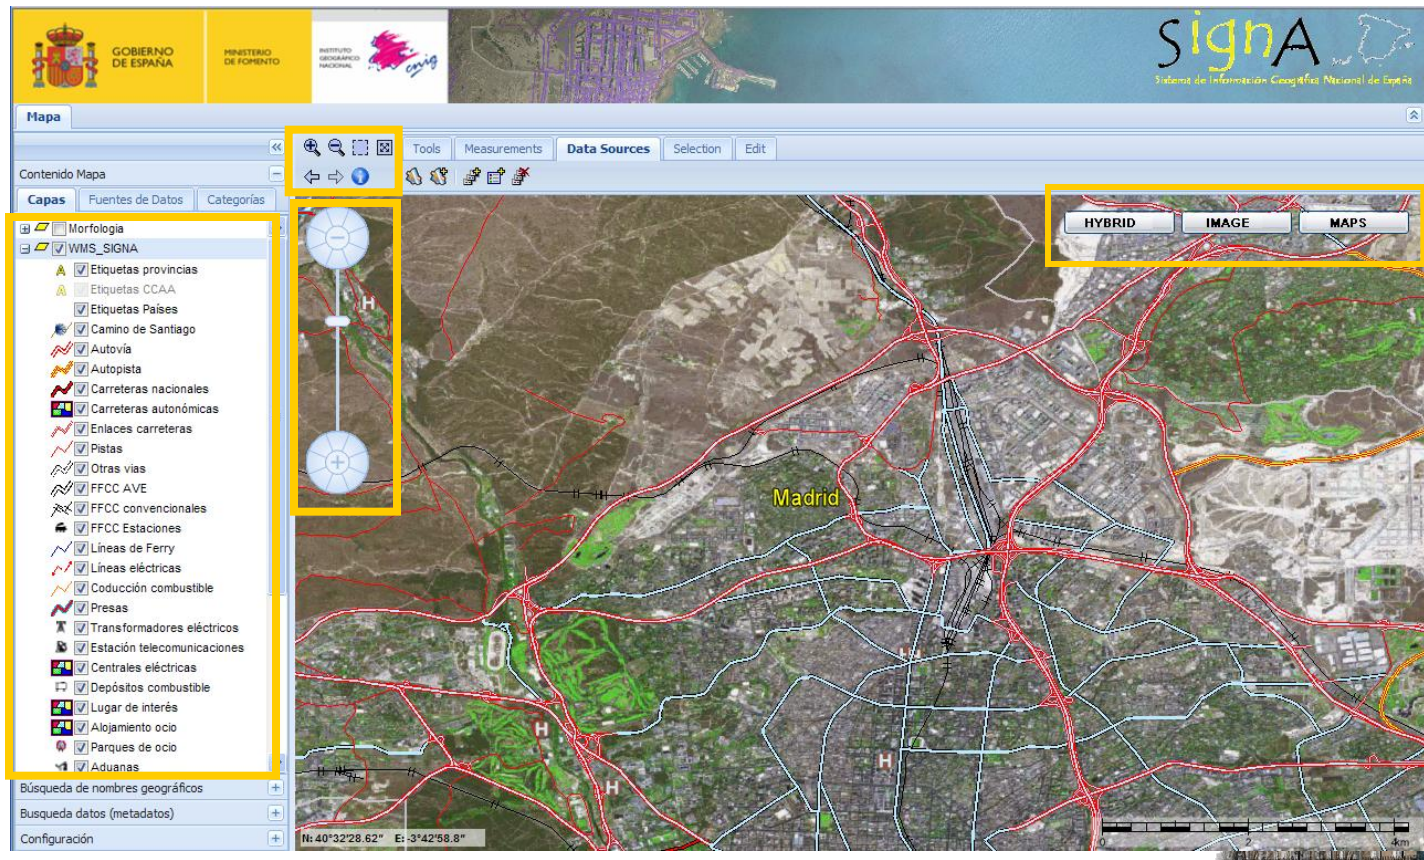 GOBIERNO
DE ESPAÑA
MINISTERIO
DE FOMENTO
INSTITUTO
GEOGRÁFICO
NACIONAL
cnig
SignA
Sistema de Información Geográfica Nacional de España
Mapa
Contenido Mapa
Capas Fuentes de Datos Categorías
Tools Measurements Data Sources Selection Edit
HYBRID IMAGE MAPS
Morfologia
WMS_SIGNA
A Etiquetas provincias
A Etiquetas CCAA
Etiquetas Países
Camino de Santiago
Autovía
Autopista
Carreteras nacionales
Carreteras autonómicas
Enlaces carreteras
Pistas
Otras vias
FFCC AVE
FFCC convencionales
FFCC Estaciones
Líneas de Ferry
Líneas eléctricas
Coducción combustible
Presas
Transformadores eléctricos
Estación telecomunicaciones
Centrales eléctricas
Depósitos combustible
Lugar de interés
Alojamiento ocio
Parques de ocio
Aduanas
Búsqueda de nombres geográficos
Busqueda datos (metadatos)
Configuración
H
Madrid
H
H
H
H
H
N: 40°32'28.62" E: -3°42'58.8"
0 2 4km